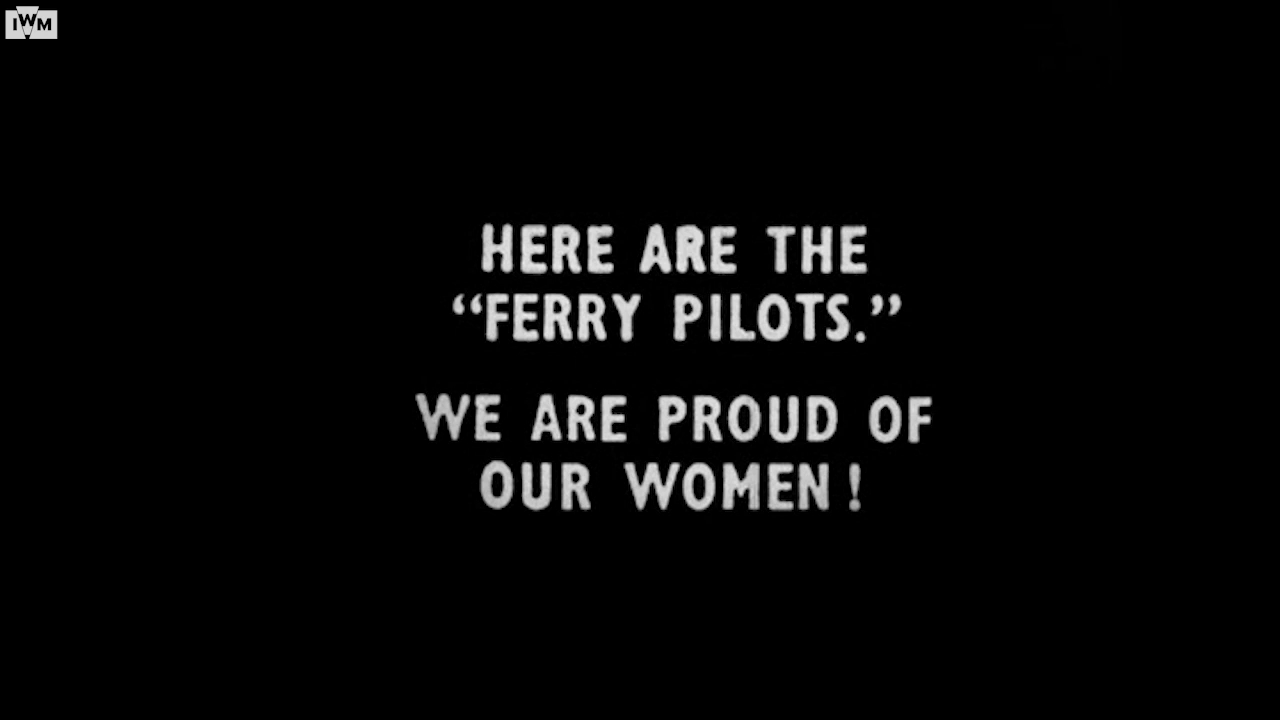 IWM
HERE ARE THE
“FERRY PILOTS.”
WE ARE PROUD OF
OUR WOMEN!